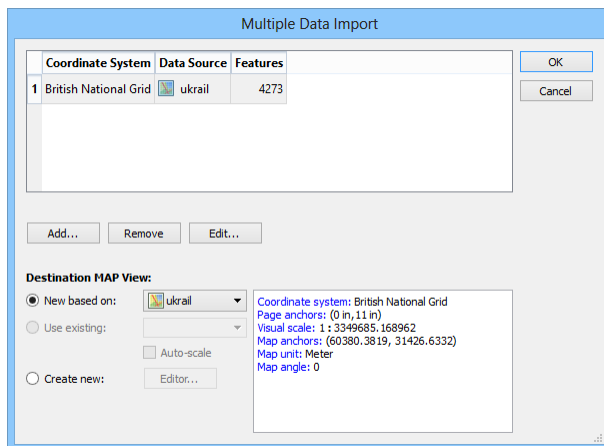 Multiple Data Import
Coordinate System Data Source Features
1 British National Grid ukrail 4273
OK
Cancel
Add... Remove Edit...
Destination MAP View:
New based on: ukrail
Use existing:
Auto-scale
Create new: Editor...
Coordinate system: British National Grid
Page anchors: (0 in,11 in)
Visual scale: 1 : 3349685.168962
Map anchors: (60380.3819, 31426.6332)
Map unit: Meter
Map angle: 0